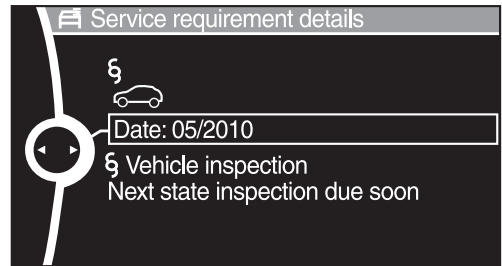 Service requirement details
§
Date: 05/2010
§ Vehicle inspection
Next state inspection due soon